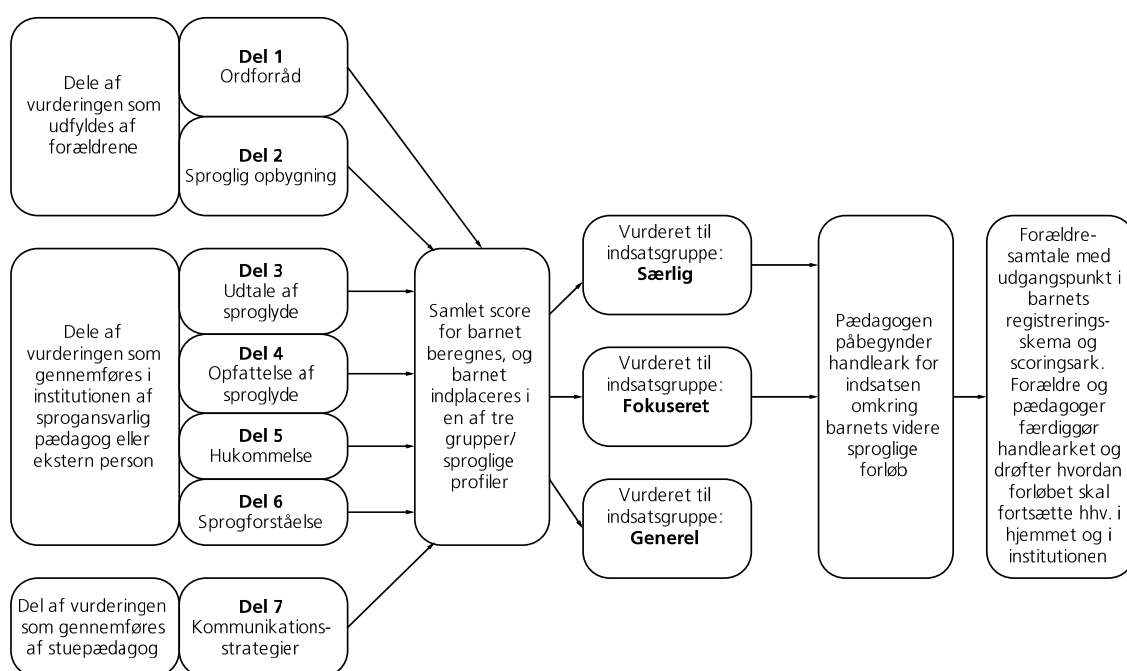 Dele af
vurderingen som
udfyldes af
forældrene
Del 1
Ordforråd
Del 2
Sproglig opbygning
Dele af
vurderingen som
gennemføres i
institutionen af
sprogansvarlig
pædagog eller
ekstern person
Del 3
Udtale af
sproglyde
Del 4
Opfattelse af
sproglyde
Del 5
Hukommelse
Del 6
Sprogforståelse
Del af vurderingen
som gennemføres
af stuepædagog
Del 7
Kommunikations-
strategier
Samlet score
for barnet
beregnes, og
barnet
indplaceres i
en af tre
grupper/
sproglige
profiler
Vurderet til
indsatsgruppe:
Særlig
Vurderet til
indsatsgruppe:
Fokuseret
Vurderet til
indsatsgruppe:
Generel
Pædagogen
påbegynder
handleark for
indsatsen
omkring
barnets videre
sproglige
forløb
Forældre-
samtale med
udgangspunkt i
barnets
registrerings-
skema og
scoringsark.
Forældre og
pædagoger
færdiggør
handlearket og
drøfter hvordan
forløbet skal
fortsætte hhv. i
hjemmet og i
institutionen